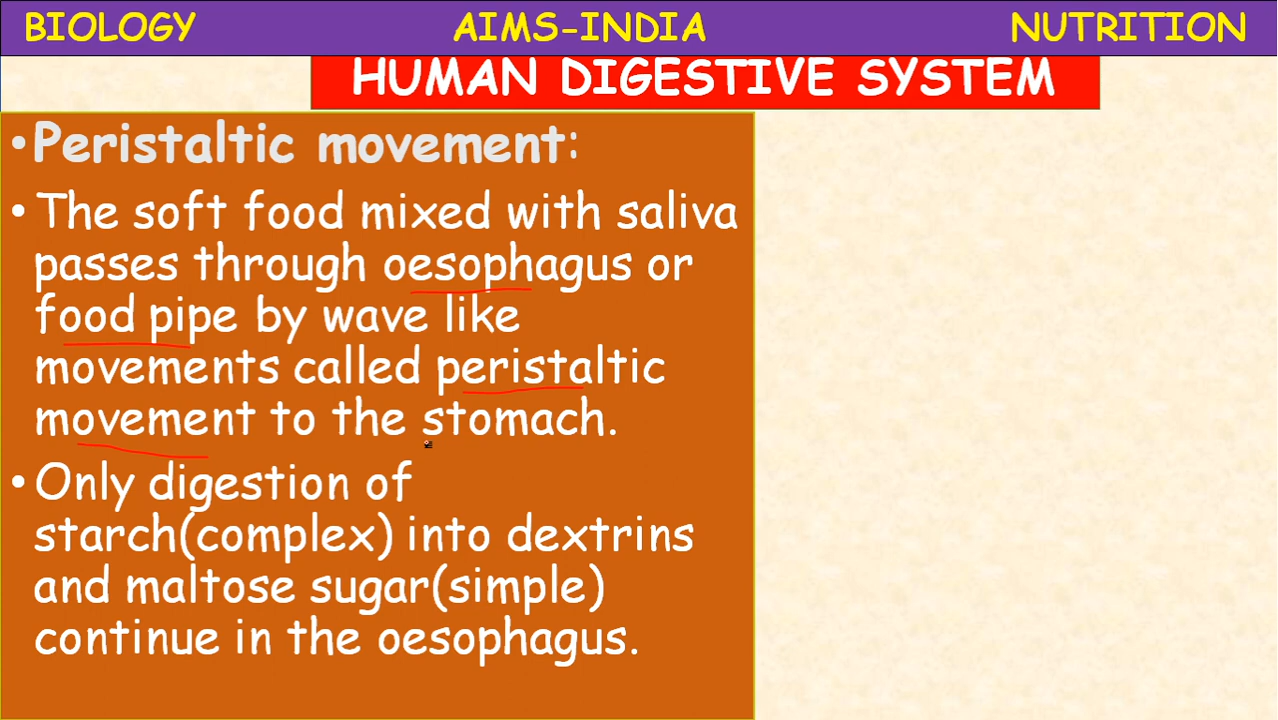 BIOLOGY AIMS-INDIA NUTRITION
HUMAN DIGESTIVE SYSTEM
•Peristaltic movement:
•The soft food mixed with saliva
passes through oesophagus or
food pipe by wave like
movements called peristaltic
movement to the stomach.
•Only digestion of
starch(complex) into dextrins
and maltose sugar(simple)
continue in the oesophagus.